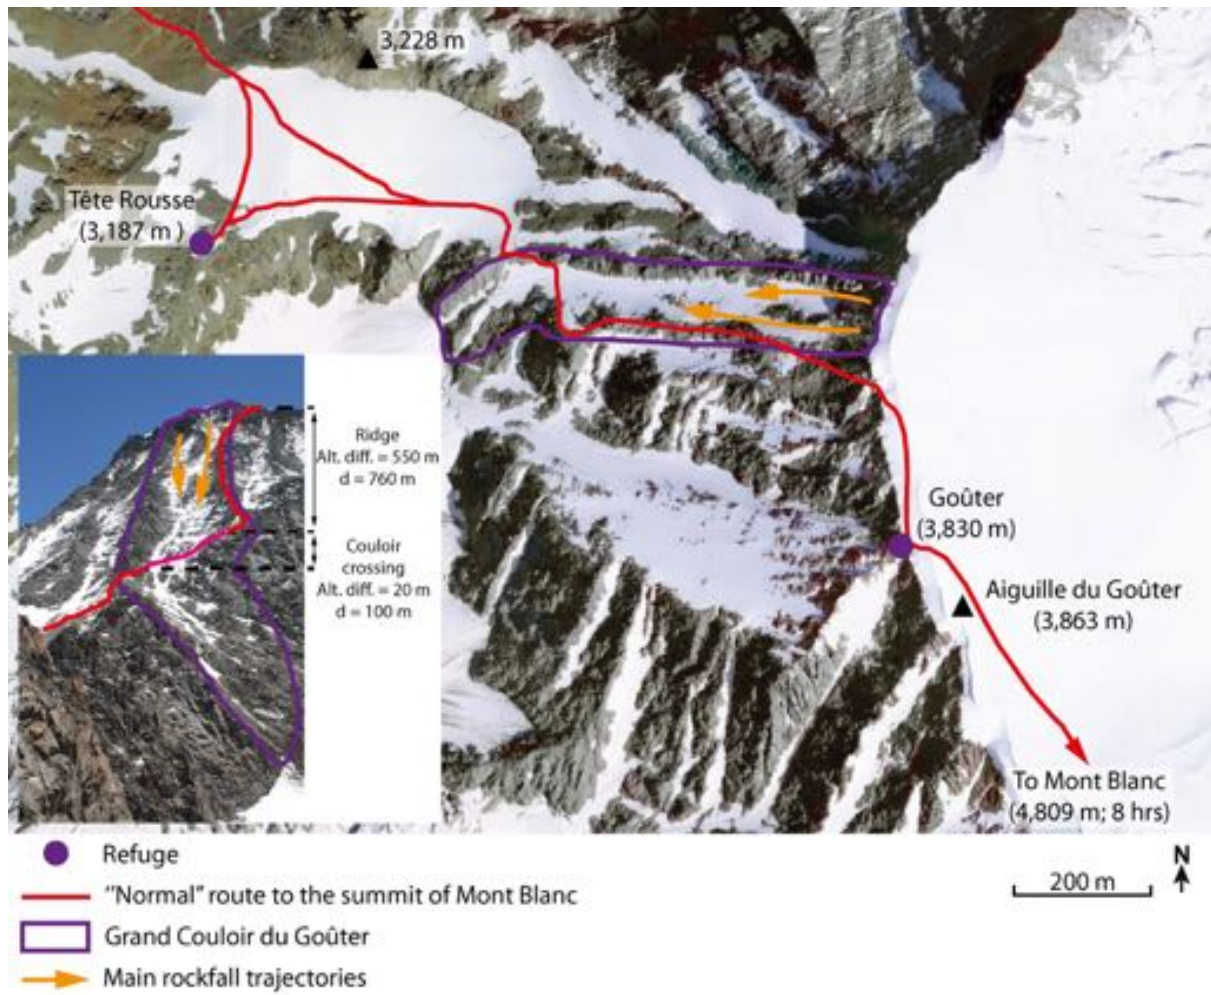 3,228 m
Tête Rousse
(3,187 m )
Ridge
Alt. diff. = 550 m
d = 760 m
Couloir
crossing
Alt. diff. = 20 m
d = 100 m
Goûter
(3,830 m)
Aiguille du Goûter
(3,863 m)
To Mont Blanc
(4,809 m; 8 hrs)
Refuge
"Normal" route to the summit of Mont Blanc
Grand Couloir du Goûter
Main rockfall trajectories
200 m
N